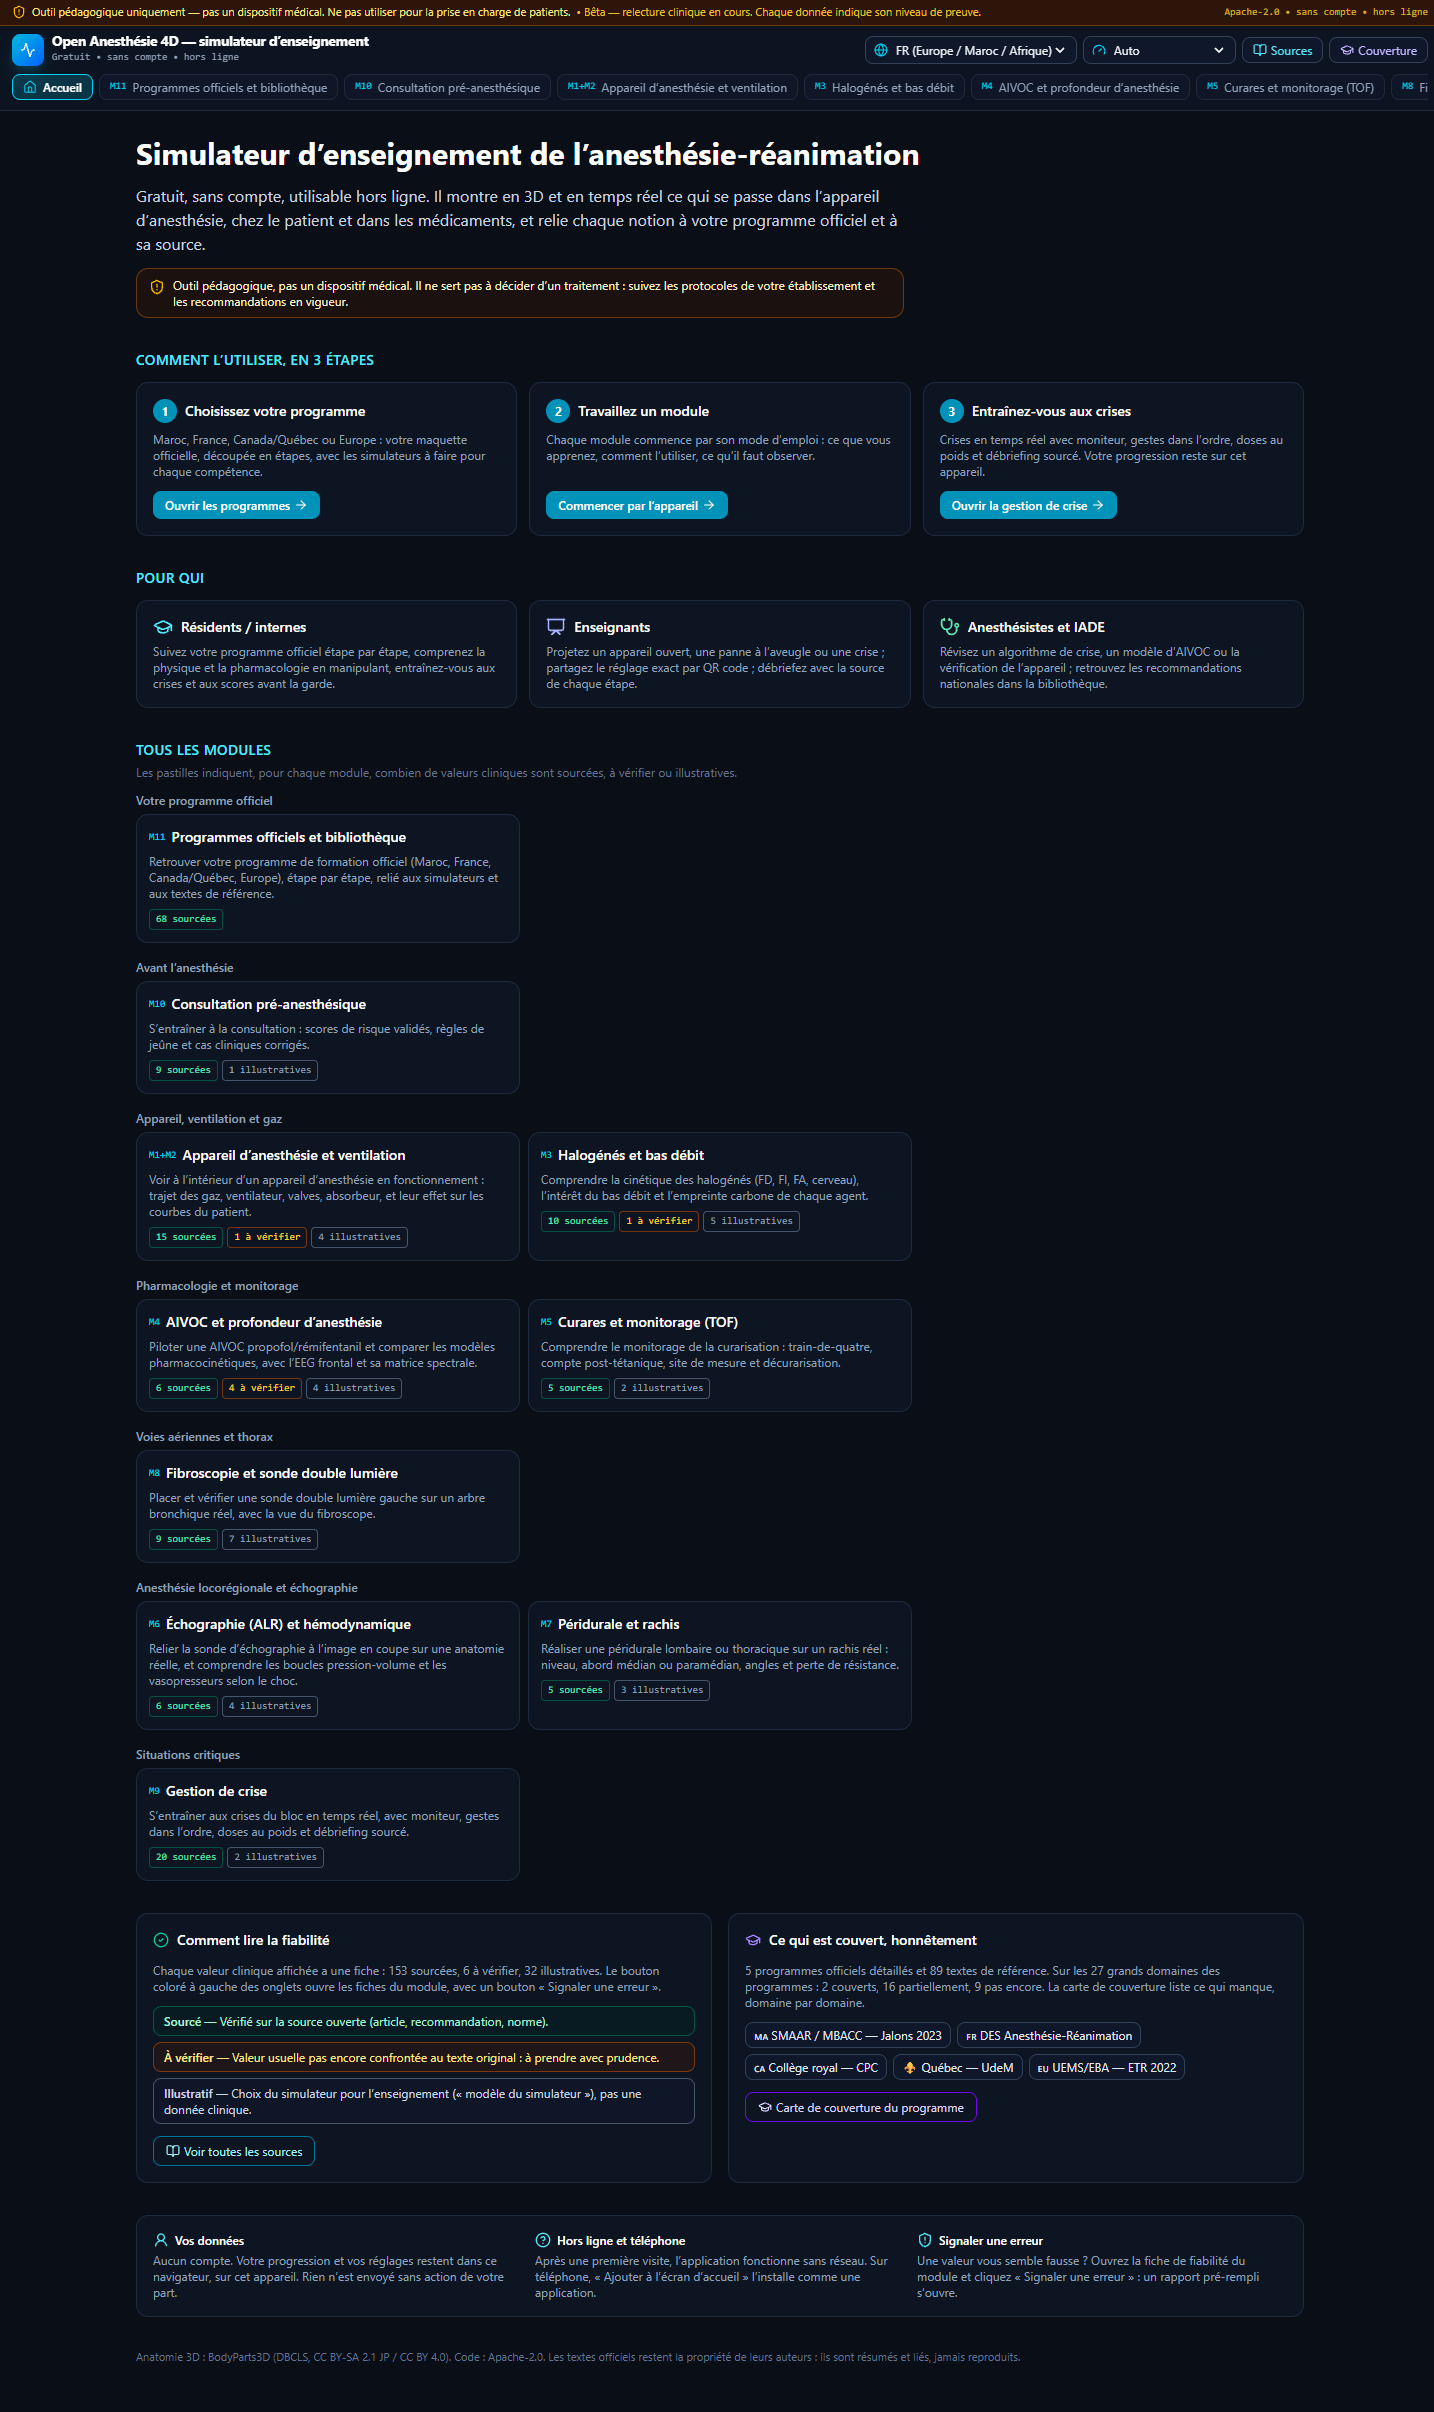 Outil pédagogique uniquement — pas un dispositif médical. Ne pas utiliser pour la prise en charge de patients. • Bêta — relecture clinique en cours. Chaque donnée indique son niveau de preuve. Apache-2.0 • sans compte • hors ligne
Open Anesthésie 4D — simulateur d’enseignement
Gratuit • sans compte • hors ligne
FR (Europe / Maroc / Afrique) Auto Sources Couverture
Accueil M11 Programmes officiels et bibliothèque M10 Consultation pré-anesthésique M1+M2 Appareil d’anesthésie et ventilation M3 Halogénés et bas débit M4 AIVOC et profondeur d’anesthésie M5 Curares et monitorage (TOF) M8 Fi
Simulateur d’enseignement de l’anesthésie-réanimation
Gratuit, sans compte, utilisable hors ligne. Il montre en 3D et en temps réel ce qui se passe dans l’appareil
d’anesthésie, chez le patient et dans les médicaments, et relie chaque notion à votre programme officiel et à
sa source.
Outil pédagogique, pas un dispositif médical. Il ne sert pas à décider d’un traitement : suivez les protocoles de votre établissement et
les recommandations en vigueur.
COMMENT L’UTILISER, EN 3 ÉTAPES
1 Choisissez votre programme
Maroc, France, Canada/Québec ou Europe : votre maquette
officielle, découpée en étapes, avec les simulateurs à faire pour
chaque compétence.
Ouvrir les programmes →
2 Travaillez un module
Chaque module commence par son mode d’emploi : ce que vous
apprenez, comment l’utiliser, ce qu’il faut observer.
Commencer par l’appareil →
3 Entraînez-vous aux crises
Crises en temps réel avec moniteur, gestes dans l’ordre, doses au
poids et débriefing sourcé. Votre progression reste sur cet
appareil.
Ouvrir la gestion de crise →
POUR QUI
Résidents / internes
Suivez votre programme officiel étape par étape, comprenez la
physique et la pharmacologie en manipulant, entraînez-vous aux
crises et aux scores avant la garde.
Enseignants
Projetez un appareil ouvert, une panne à l’aveugle ou une crise ;
partagez le réglage exact par QR code ; débriefez avec la source
de chaque étape.
Anesthésistes et IADE
Révisez un algorithme de crise, un modèle d’AIVOC ou la
vérification de l’appareil ; retrouvez les recommandations
nationales dans la bibliothèque.
TOUS LES MODULES
Les pastilles indiquent, pour chaque module, combien de valeurs cliniques sont sourcées, à vérifier ou illustratives.
Votre programme officiel
M11 Programmes officiels et bibliothèque
Retrouver votre programme de formation officiel (Maroc, France,
Canada/Québec, Europe), étape par étape, relié aux simulateurs et
aux textes de référence.
68 sourcées
Avant l’anesthésie
M10 Consultation pré-anesthésique
S’entraîner à la consultation : scores de risque validés, règles de
jeûne et cas cliniques corrigés.
9 sourcées 1 illustratives
Appareil, ventilation et gaz
M1+M2 Appareil d’anesthésie et ventilation
Voir à l’intérieur d’un appareil d’anesthésie en fonctionnement :
trajet des gaz, ventilateur, valves, absorbeur, et leur effet sur les
courbes du patient.
15 sourcées 1 à vérifier 4 illustratives
M3 Halogénés et bas débit
Comprendre la cinétique des halogénés (FD, FI, FA, cerveau),
l’intérêt du bas débit et l’empreinte carbone de chaque agent.
10 sourcées 1 à vérifier 5 illustratives
Pharmacologie et monitorage
M4 AIVOC et profondeur d’anesthésie
Piloter une AIVOC propofol/rémifentanil et comparer les modèles
pharmacocinétiques, avec l’EEG frontal et sa matrice spectrale.
6 sourcées 4 à vérifier 4 illustratives
M5 Curares et monitorage (TOF)
Comprendre le monitorage de la curarisation : train-de-quatre,
compte post-tétanique, site de mesure et décurarisation.
5 sourcées 2 illustratives
Voies aériennes et thorax
M8 Fibroscopie et sonde double lumière
Placer et vérifier une sonde double lumière gauche sur un arbre
bronchique réel, avec la vue du fibroscope.
9 sourcées 7 illustratives
Anesthésie locorégionale et échographie
M6 Échographie (ALR) et hémodynamique
Relier la sonde d’échographie à l’image en coupe sur une anatomie
réelle, et comprendre les boucles pression-volume et les
vasopresseurs selon le choc.
6 sourcées 4 illustratives
M7 Péridurale et rachis
Réaliser une péridurale lombaire ou thoracique sur un rachis réel :
niveau, abord médian ou paramédian, angles et perte de résistance.
5 sourcées 3 illustratives
Situations critiques
M9 Gestion de crise
S’entraîner aux crises du bloc en temps réel, avec moniteur, gestes
dans l’ordre, doses au poids et débriefing sourcé.
20 sourcées 2 illustratives
Comment lire la fiabilité
Chaque valeur clinique affichée a une fiche : 153 sourcées, 6 à vérifier, 32 illustratives. Le bouton
coloré à gauche des onglets ouvre les fiches du module, avec un bouton « Signaler une erreur ».
Sourcé — Vérifié sur la source ouverte (article, recommandation, norme).
À vérifier — Valeur usuelle pas encore confrontée au texte original : à prendre avec prudence.
Illustratif — Choix du simulateur pour l’enseignement (« modèle du simulateur »), pas une
donnée clinique.
Voir toutes les sources
Ce qui est couvert, honnêtement
5 programmes officiels détaillés et 89 textes de référence. Sur les 27 grands domaines des
programmes : 2 couverts, 16 partiellement, 9 pas encore. La carte de couverture liste ce qui manque,
domaine par domaine.
MA SMAAR / MBACC — Jalons 2023 FR DES Anesthésie-Réanimation
CA Collège royal — CPC Québec — UdeM EU UEMS/EBA — ETR 2022
Carte de couverture du programme
Vos données
Aucun compte. Votre progression et vos réglages restent dans ce
navigateur, sur cet appareil. Rien n’est envoyé sans action de votre
part.
Hors ligne et téléphone
Après une première visite, l’application fonctionne sans réseau. Sur
téléphone, « Ajouter à l’écran d’accueil » l’installe comme une
application.
Signaler une erreur
Une valeur vous semble fausse ? Ouvrez la fiche de fiabilité du
module et cliquez « Signaler une erreur » : un rapport pré-rempli
s’ouvre.
Anatomie 3D : BodyParts3D (DBCLS, CC BY-SA 2.1 JP / CC BY 4.0). Code : Apache-2.0. Les textes officiels restent la propriété de leurs auteurs : ils sont résumés et liés, jamais reproduits.